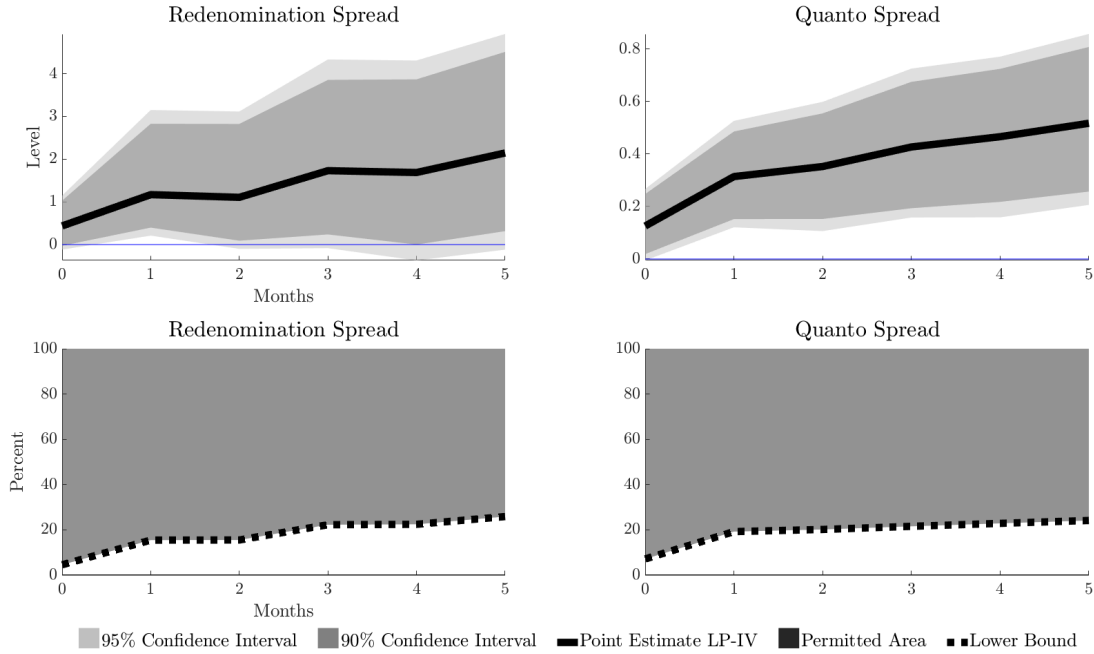 Redenomination Spread
Quanto Spread
Level
4
3
2
1
0
0 1 2 3 4 5
Months
0.8
0.6
0.4
0.2
0
0 1 2 3 4 5
Redenomination Spread
Quanto Spread
Percent
100
80
60
40
20
0
0 1 2 3 4 5
Months
100
80
60
40
20
0
0 1 2 3 4 5
95% Confidence Interval 90% Confidence Interval Point Estimate LP-IV Permitted Area Lower Bound